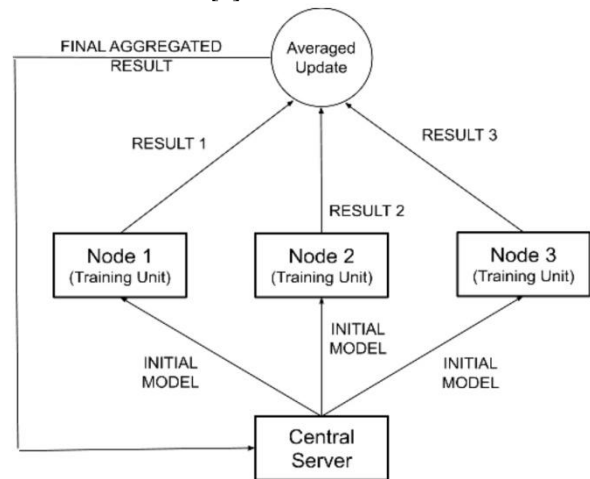 FINAL AGGREGATED
RESULT
Averaged
Update
RESULT 1
RESULT 3
RESULT 2
Node 1
(Training Unit)
Node 2
(Training Unit)
Node 3
(Training Unit)
INITIAL
MODEL
INITIAL
MODEL
INITIAL
MODEL
Central
Server